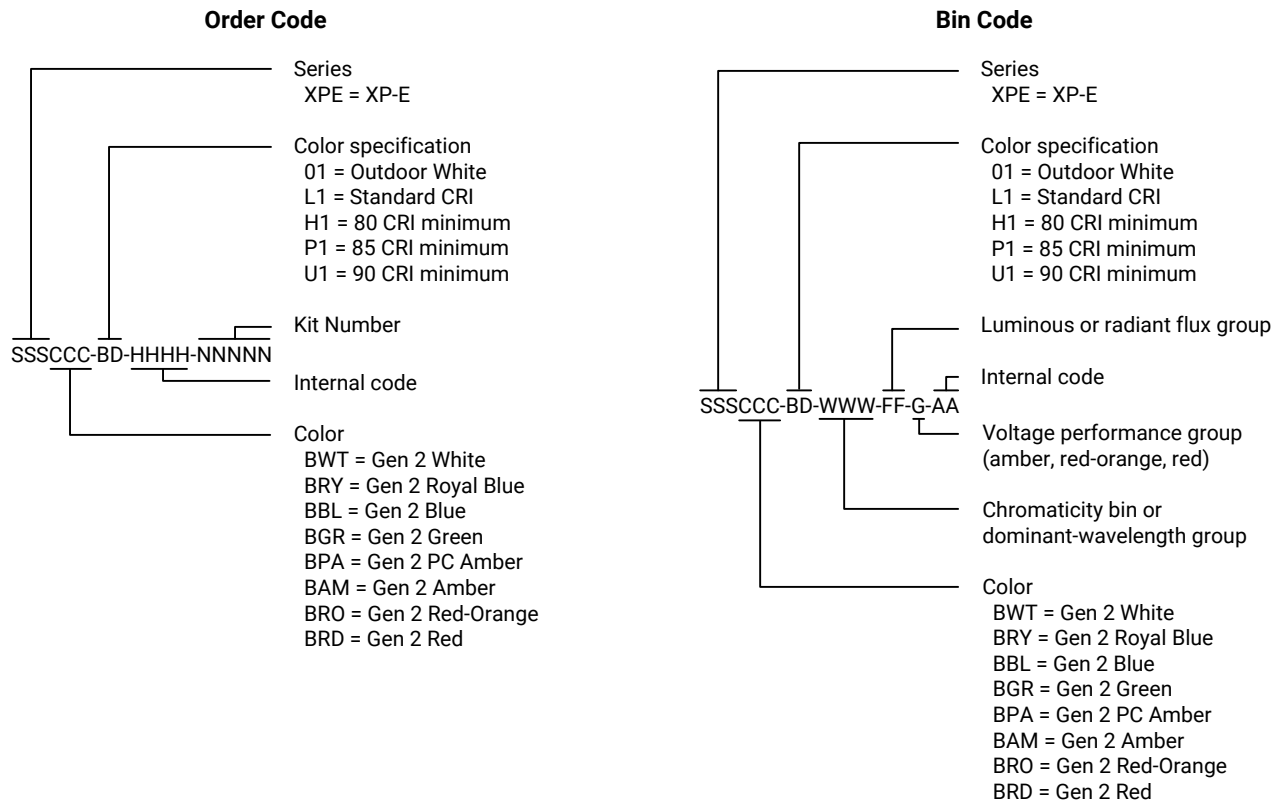 Order Code
Series
XPE = XP-E
Color specification
01 = Outdoor White
L1 = Standard CRI
H1 = 80 CRI minimum
P1 = 85 CRI minimum
U1 = 90 CRI minimum
Kit Number
SSSCCC-BD-HHHH-NNNNN
Internal code
Color
BWT = Gen 2 White
BRY = Gen 2 Royal Blue
BBL = Gen 2 Blue
BGR = Gen 2 Green
BPA = Gen 2 PC Amber
BAM = Gen 2 Amber
BRO = Gen 2 Red-Orange
BRD = Gen 2 Red
Bin Code
Series
XPE = XP-E
Color specification
01 = Outdoor White
L1 = Standard CRI
H1 = 80 CRI minimum
P1 = 85 CRI minimum
U1 = 90 CRI minimum
Luminous or radiant flux group
Internal code
SSSCCC-BD-WWW-FF-G-AA
Voltage performance group
(amber, red-orange, red)
Chromaticity bin or
dominant-wavelength group
Color
BWT = Gen 2 White
BRY = Gen 2 Royal Blue
BBL = Gen 2 Blue
BGR = Gen 2 Green
BPA = Gen 2 PC Amber
BAM = Gen 2 Amber
BRO = Gen 2 Red-Orange
BRD = Gen 2 Red